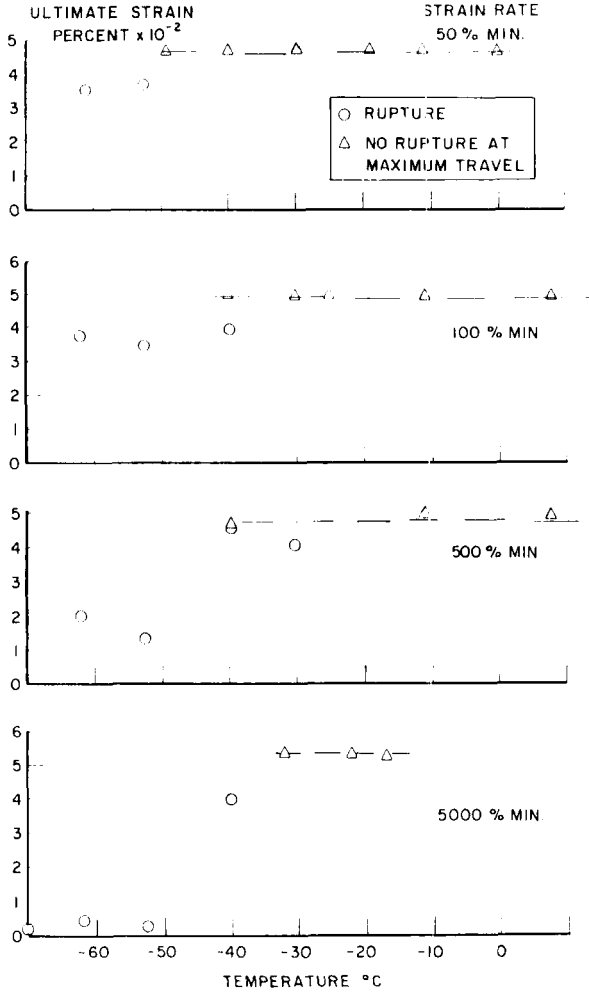 ULTIMATE STRAIN
PERCENT x 10⁻²
STRAIN RATE
50 % MIN.
5
4
3
2
1
0
RUPTURE
NO RUPTURE AT
MAXIMUM TRAVEL
6
5
4
3
2
1
0
100 % MIN
5
4
3
2
1
0
500 % MIN
6
5
4
3
2
1
0
5000 % MIN.
-60 -50 -40 -30 -20 -10 0
TEMPERATURE °C